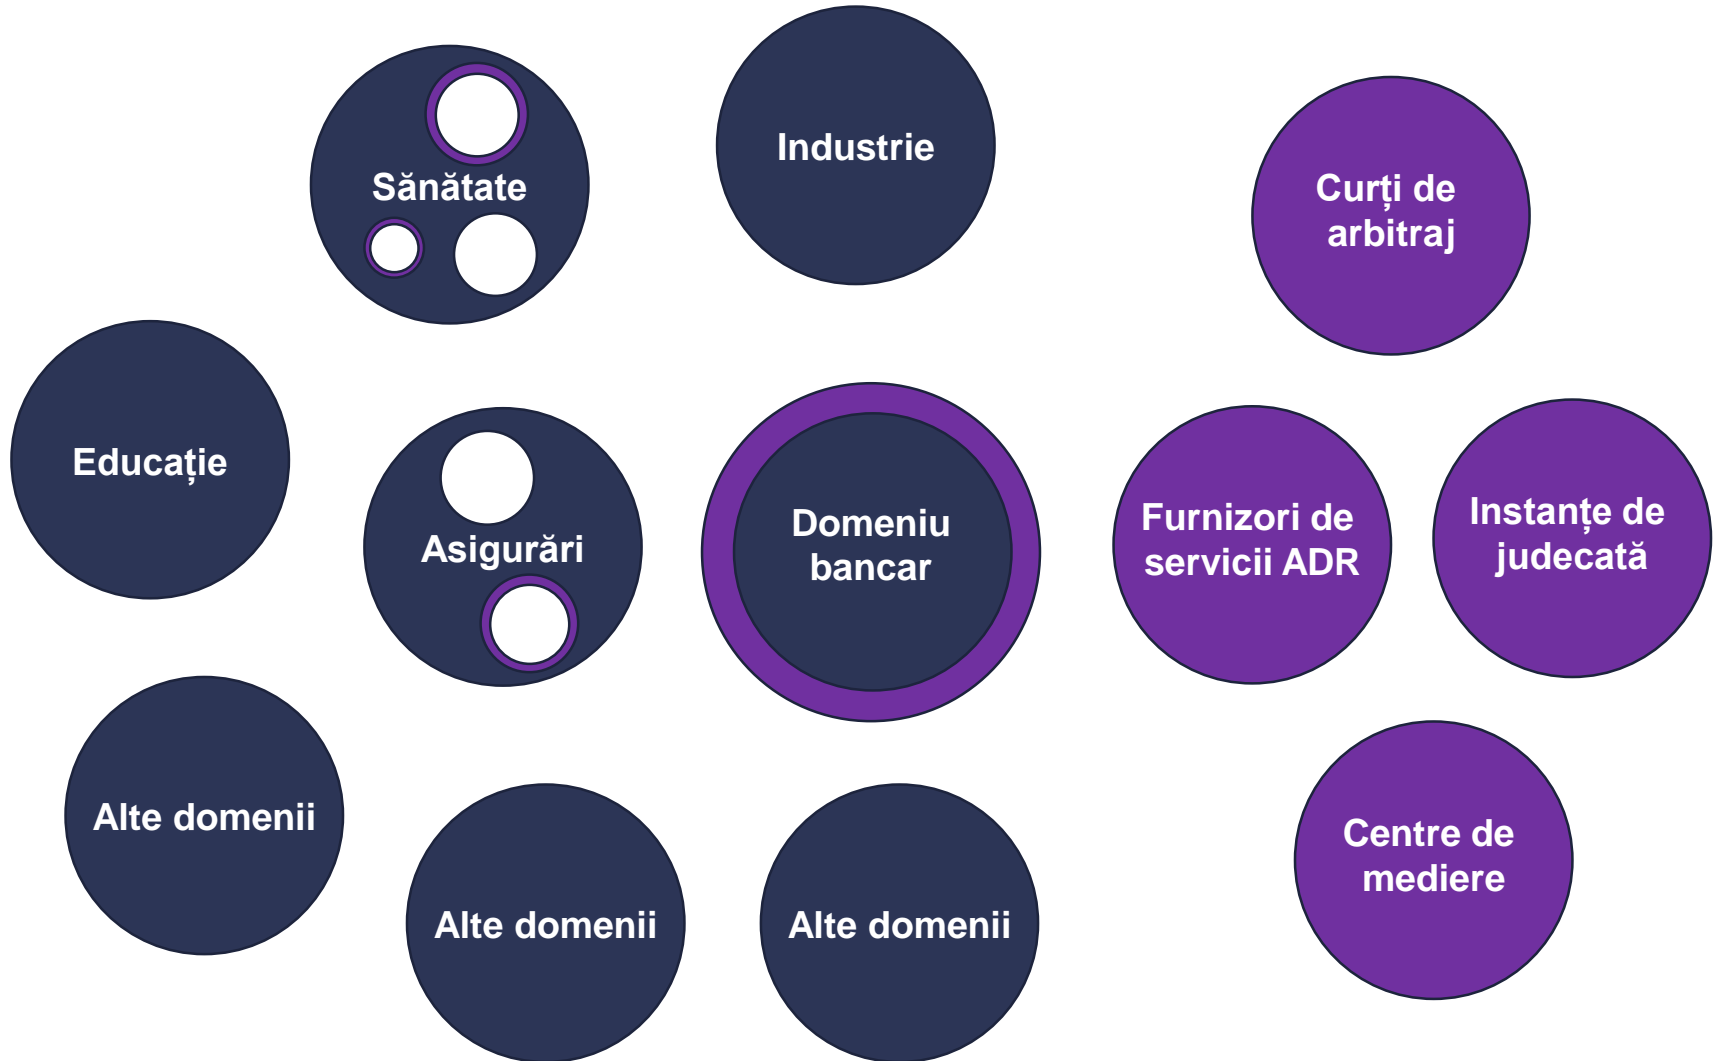 Industrie
Sănătate
Curți de
arbitraj
Educație
Asigurări
Domeniu
bancar
Furnizori de
servicii ADR
Instanțe de
judecată
Alte domenii
Alte domenii
Alte domenii
Centre de
mediere